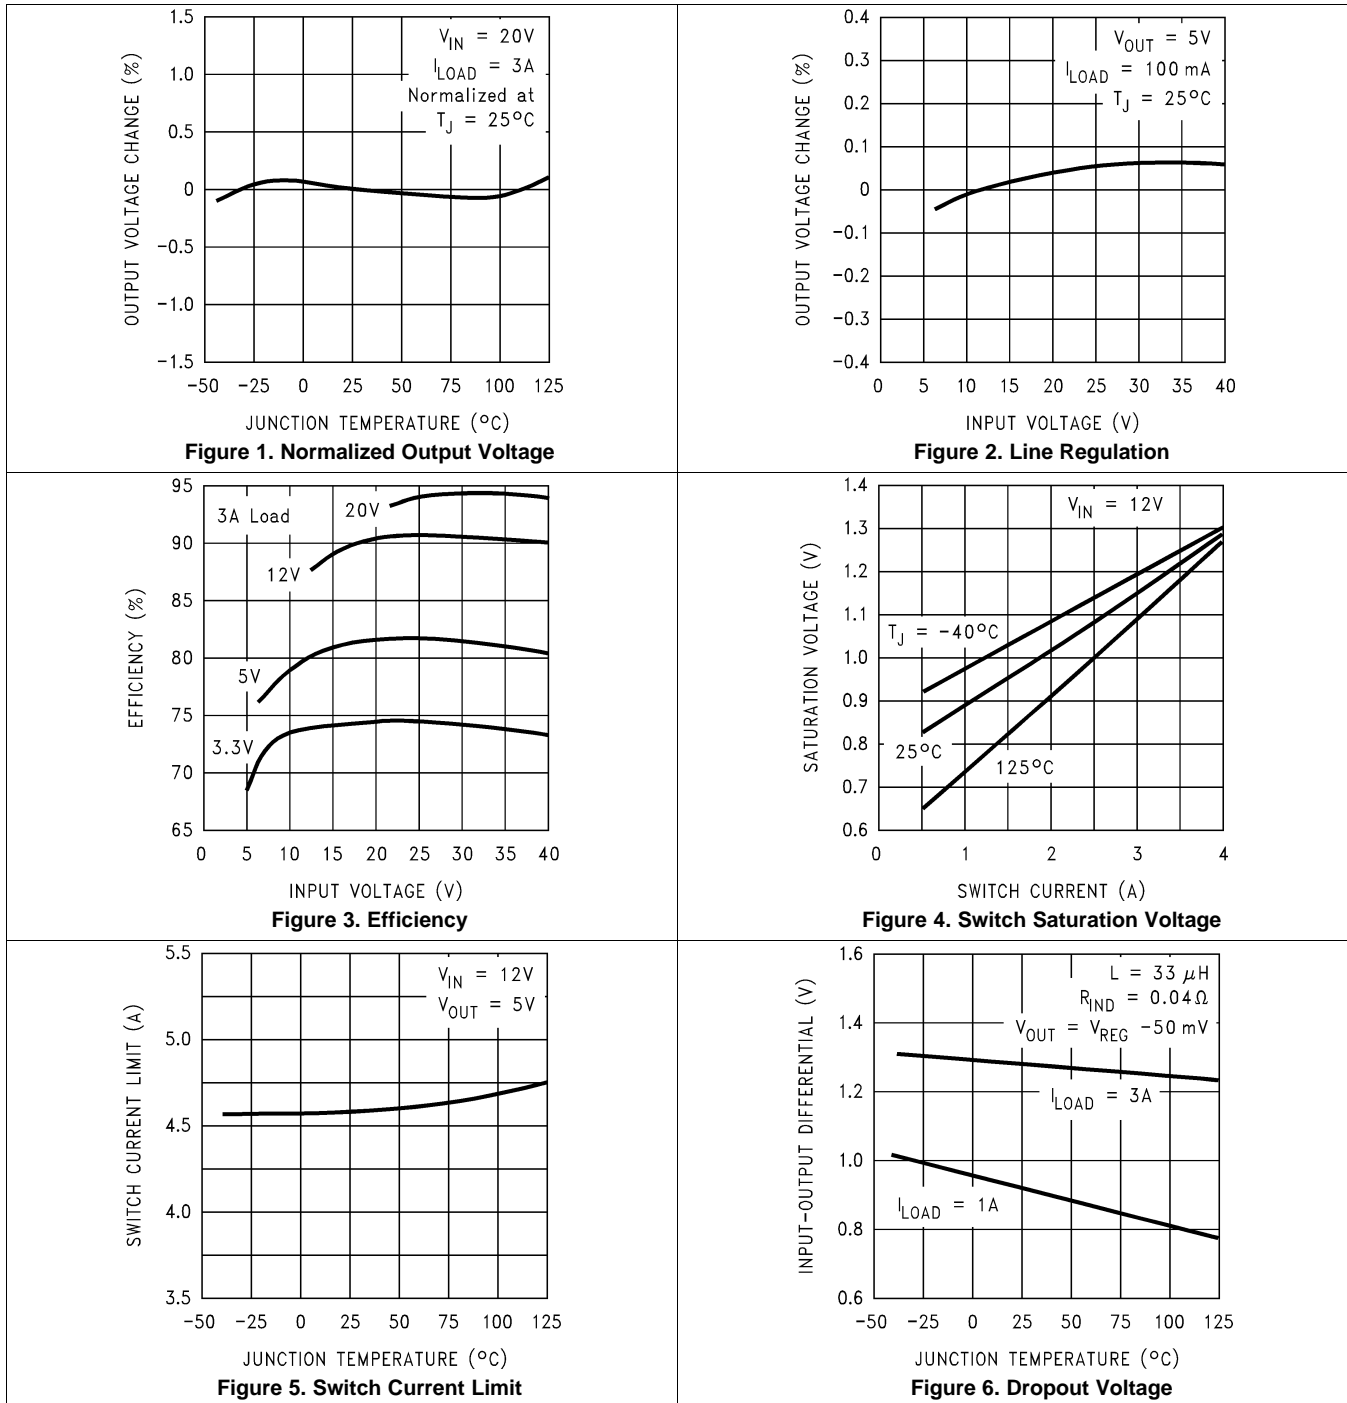 1.5
1.0
0.5
0
−0.5
−1.0
−1.5
OUTPUT VOLTAGE CHANGE (%)
V_IN = 20V
I_LOAD = 3A
Normalized at
T_J = 25°C
−50 −25 0 25 50 75 100 125
JUNCTION TEMPERATURE (°C)
Figure 1. Normalized Output Voltage
0.4
0.3
0.2
0.1
0
−0.1
−0.2
−0.3
−0.4
OUTPUT VOLTAGE CHANGE (%)
V_OUT = 5V
I_LOAD = 100 mA
T_J = 25°C
0 5 10 15 20 25 30 35 40
INPUT VOLTAGE (V)
Figure 2. Line Regulation
95
90
85
80
75
70
65
EFFICIENCY (%)
3A Load
20V
12V
5V
3.3V
0 5 10 15 20 25 30 35 40
INPUT VOLTAGE (V)
Figure 3. Efficiency
1.4
1.3
1.2
1.1
1.0
0.9
0.8
0.7
0.6
SATURATION VOLTAGE (V)
V_IN = 12V
T_J = −40°C
25°C
125°C
0 1 2 3 4
SWITCH CURRENT (A)
Figure 4. Switch Saturation Voltage
5.5
5.0
4.5
4.0
3.5
SWITCH CURRENT LIMIT (A)
V_IN = 12V
V_OUT = 5V
−50 −25 0 25 50 75 100 125
JUNCTION TEMPERATURE (°C)
Figure 5. Switch Current Limit
1.6
1.4
1.2
1.0
0.8
0.6
INPUT−OUTPUT DIFFERENTIAL (V)
L = 33 μH
R_IND = 0.04Ω
V_OUT = V_REG −50 mV
I_LOAD = 3A
I_LOAD = 1A
−50 −25 0 25 50 75 100 125
JUNCTION TEMPERATURE (°C)
Figure 6. Dropout Voltage